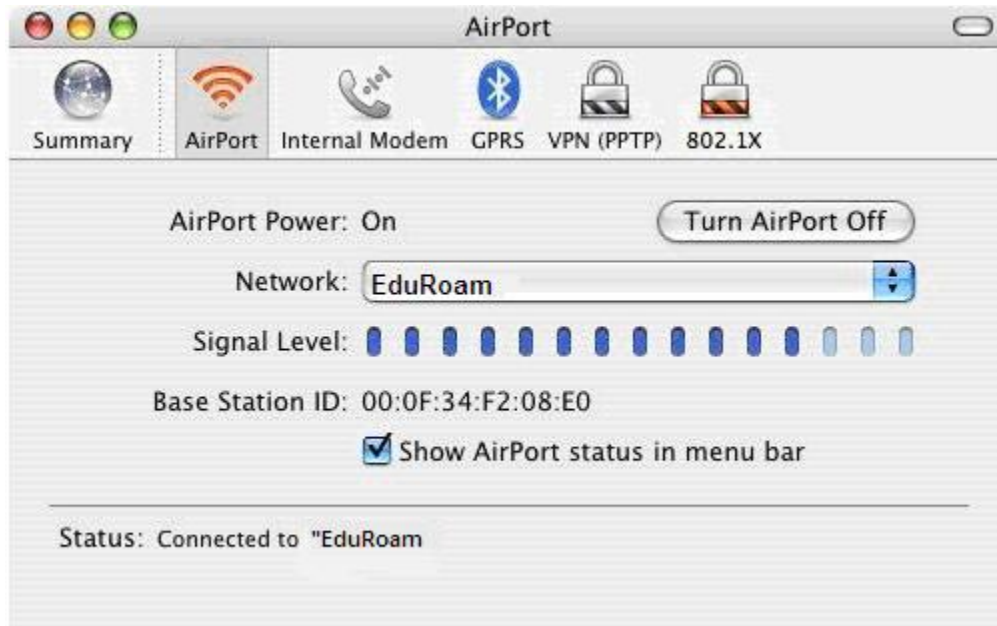 AirPort
Summary AirPort Internal Modem GPRS VPN (PPTP) 802.1X
AirPort Power: On Turn AirPort Off
Network: EduRoam
Signal Level:
Base Station ID: 00:0F:34:F2:08:E0
Show AirPort status in menu bar
Status: Connected to "EduRoam